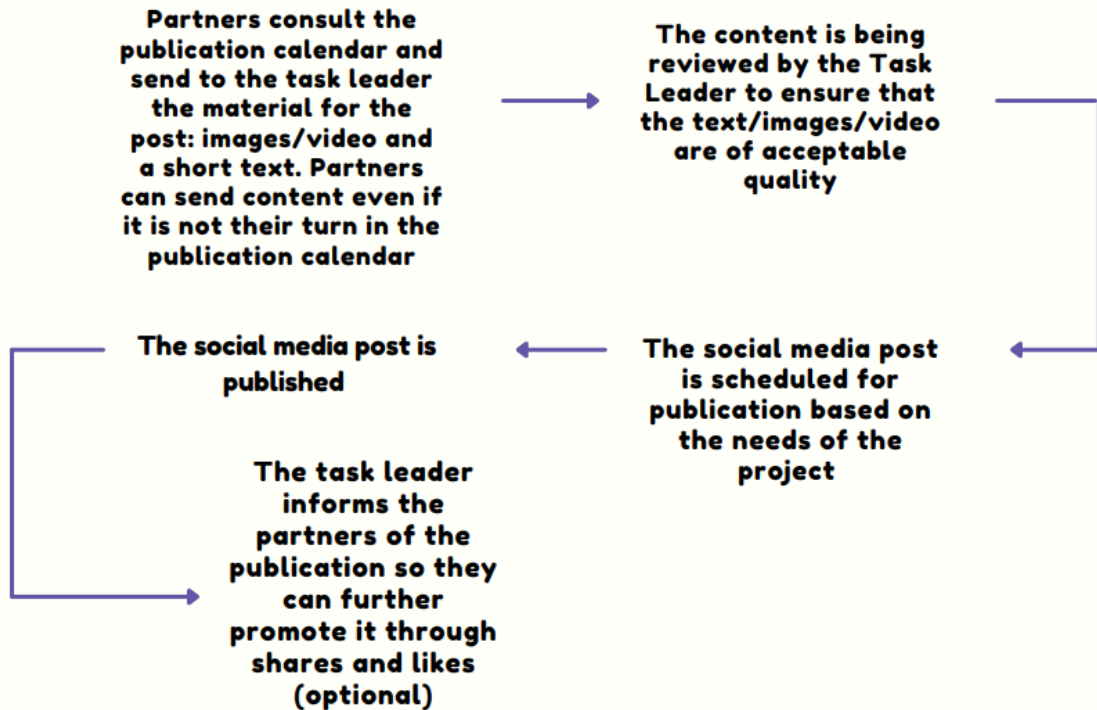 Partners consult the
publication calendar and
send to the task leader
the material for the
post: images/video and
a short text. Partners
can send content even if
it is not their turn in the
publication calendar
The content is being
reviewed by the Task
Leader to ensure that
the text/images/video
are of acceptable
quality
The social media post
is scheduled for
publication based on
the needs of the
project
The social media post is
published
The task leader
informs the
partners of the
publication so they
can further
promote it through
shares and likes
(optional)